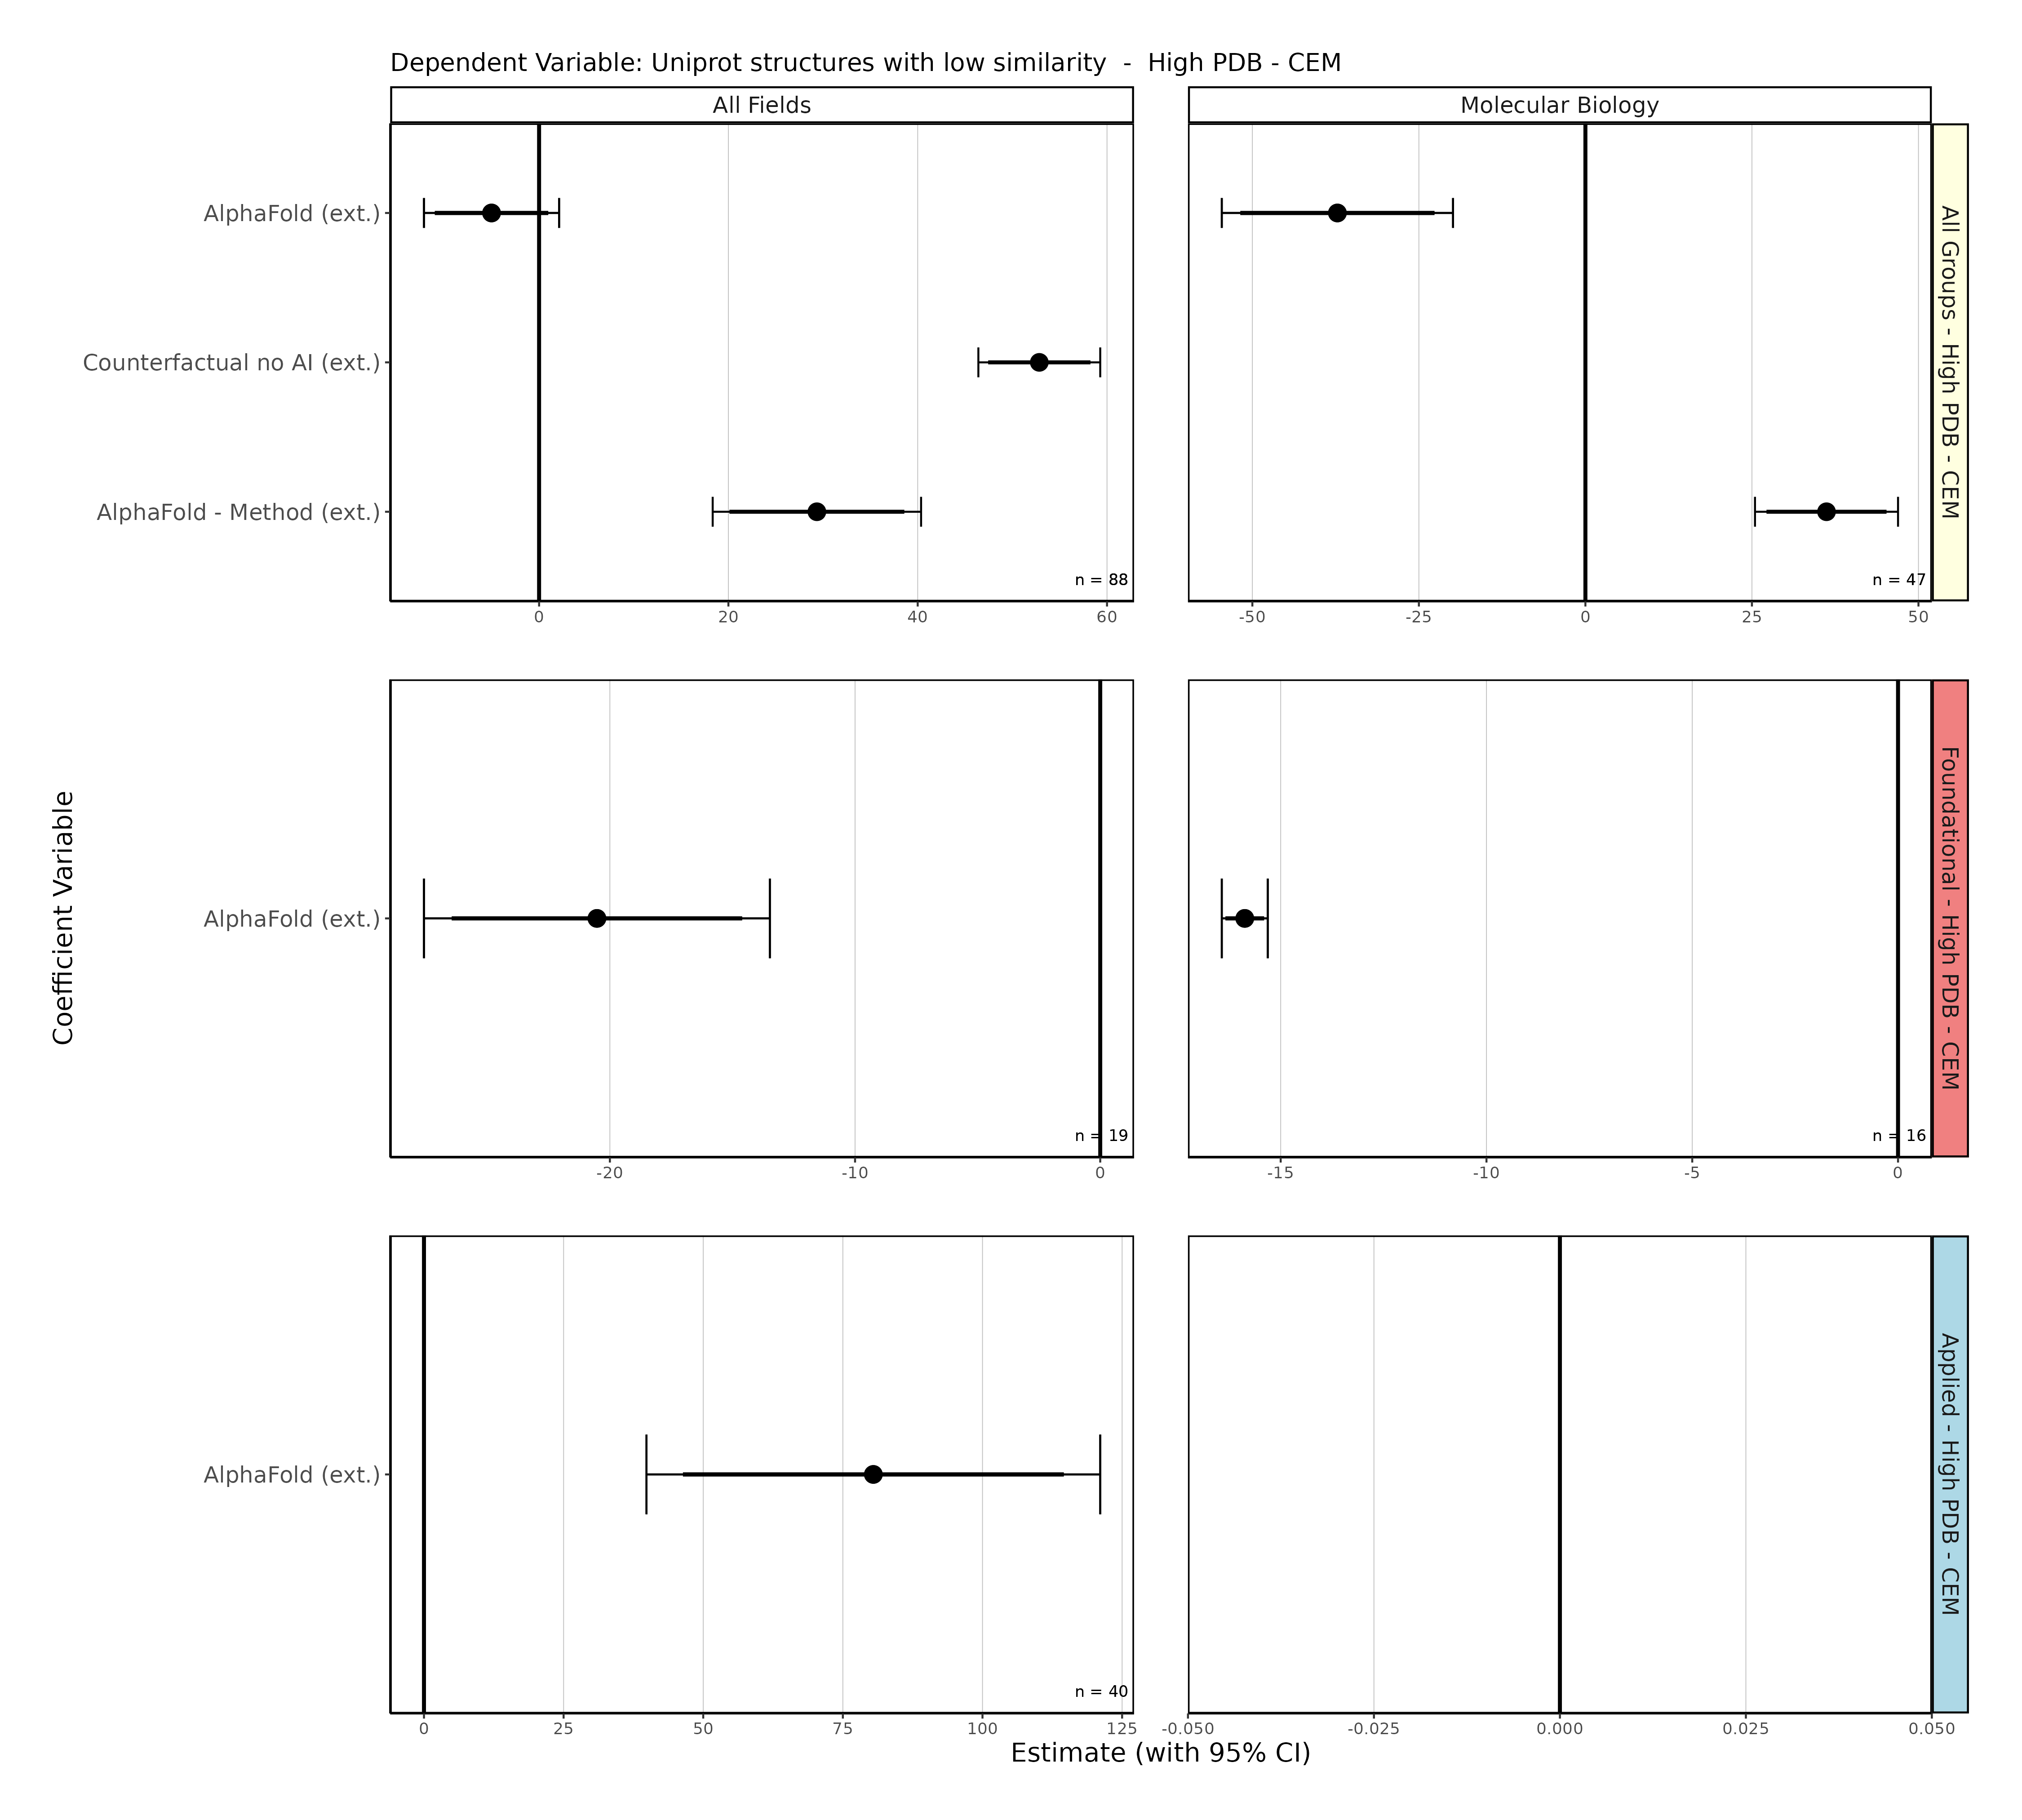 Dependent Variable: Uniprot structures with low similarity - High PDB - CEM
All Fields
Molecular Biology
AlphaFold (ext.)
Counterfactual no AI (ext.)
AlphaFold - Method (ext.)
n = 88
n = 47
0
20
40
60
-50
-25
0
25
50
All Groups - High PDB - CEM
Coefficient Variable
AlphaFold (ext.)
n = 19
n = 16
-20
-10
0
-15
-10
-5
0
Foundational - High PDB - CEM
AlphaFold (ext.)
n = 40
0
25
50
75
100
125
-0.050
-0.025
0.000
0.025
0.050
Applied - High PDB - CEM
Estimate (with 95% CI)